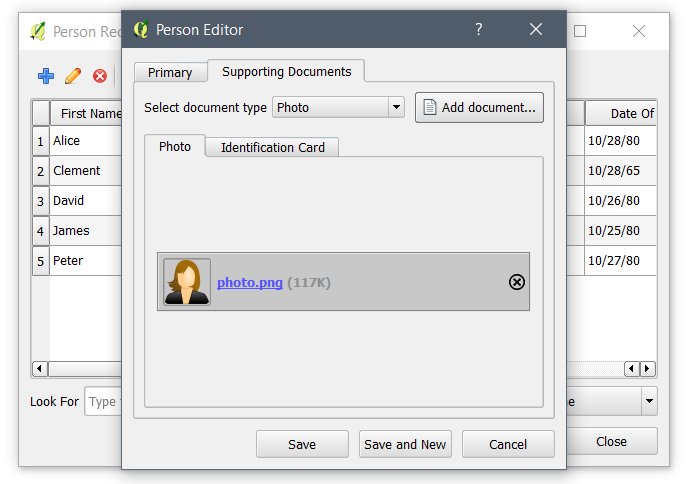 Person Rec
Person Editor
?
Primary
Supporting Documents
Select document type
Photo
Add document...
Photo
Identification Card
photo.png (117K)
Save
Save and New
Cancel
First Name
Date Of
1 Alice 10/28/80
2 Clement 10/28/65
3 David 10/26/80
4 James 10/25/80
5 Peter 10/27/80
Look For
Type
Close